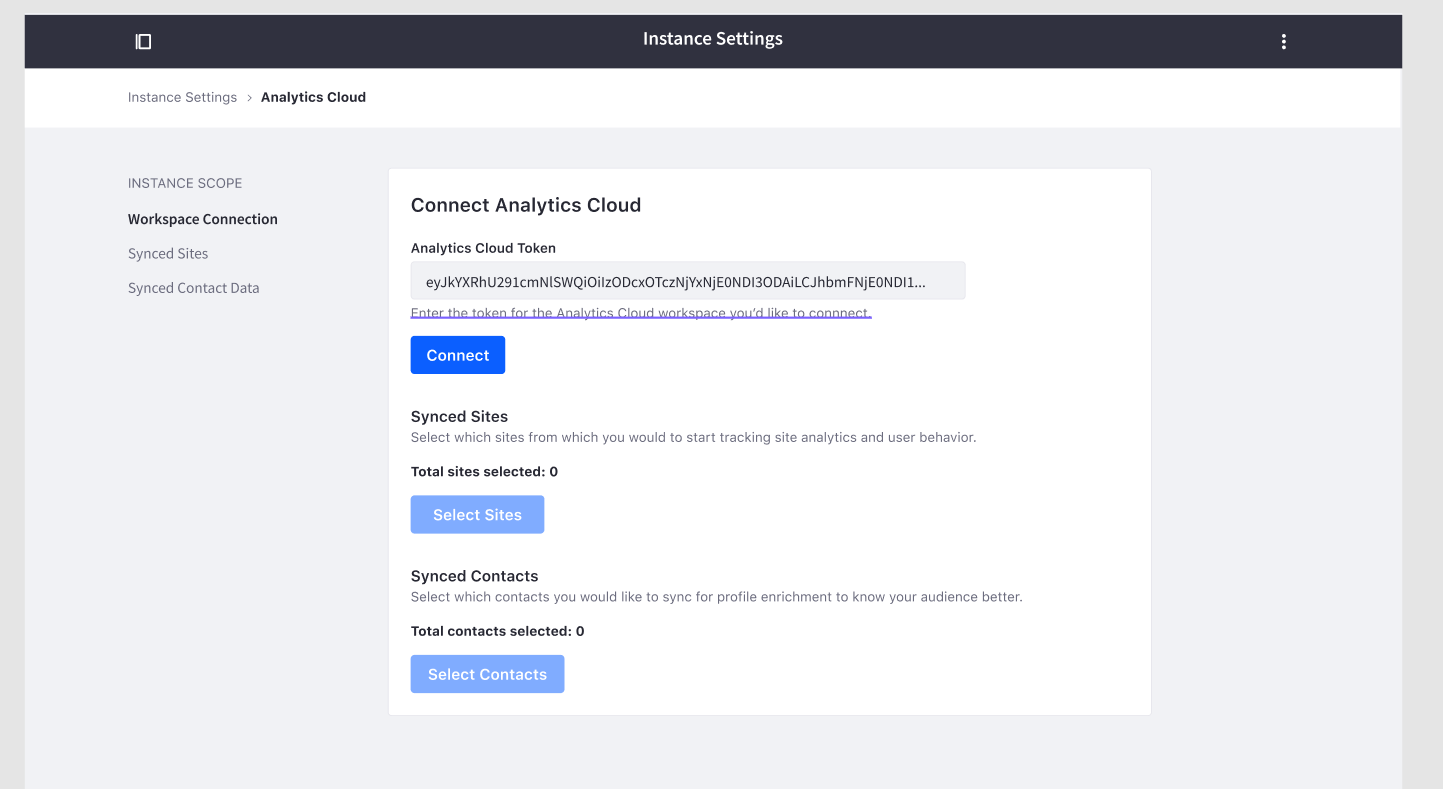 Instance Settings
Instance Settings › Analytics Cloud
INSTANCE SCOPE
Workspace Connection
Synced Sites
Synced Contact Data
Connect Analytics Cloud
Analytics Cloud Token
eyJkYXRhU291cmNlSWQiOiIzODcxOTczNjYxNjE0NDI3ODAiLCJhbmFNjE0NDI1...
Enter the token for the Analytics Cloud workspace you’d like to connnect.
Connect
Synced Sites
Select which sites from which you would to start tracking site analytics and user behavior.
Total sites selected: 0
Select Sites
Synced Contacts
Select which contacts you would like to sync for profile enrichment to know your audience better.
Total contacts selected: 0
Select Contacts